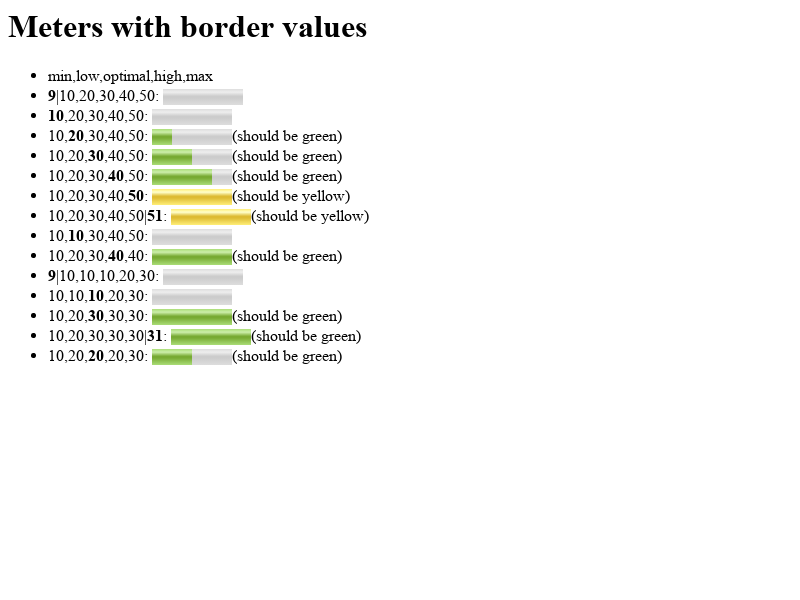 Meters with border values
min,low,optimal,high,max
9|10,20,30,40,50:
10,20,30,40,50:
10,20,30,40,50: (should be green)
10,20,30,40,50: (should be green)
10,20,30,40,50: (should be green)
10,20,30,40,50: (should be yellow)
10,20,30,40,50|51: (should be yellow)
10,10,30,40,50:
10,20,30,40,40: (should be green)
9|10,10,10,20,30:
10,10,10,20,30:
10,20,30,30,30: (should be green)
10,20,30,30,30|31: (should be green)
10,20,20,20,30: (should be green)